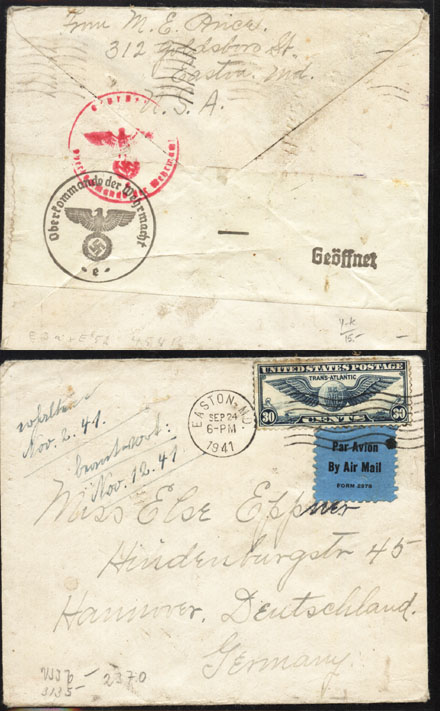 From M. E. Price
312 Goldsboro St.
Easton, Md.
U. S. A.
Oberkommando der Wehrmacht
e
Geöffnet
erhalten:
Nov. 2. 41.
beantwortet:
Nov. 12. 41
EASTON, MD.
SEP 24
6-PM
1941
UNITED STATES POSTAGE
TRANS-ATLANTIC
30 CENTS 30
Par Avion
By Air Mail
FORM 2978
Miss Else Eppner
Hindenburgstr 45
Hannover, Deutschland.
Germany.
2370